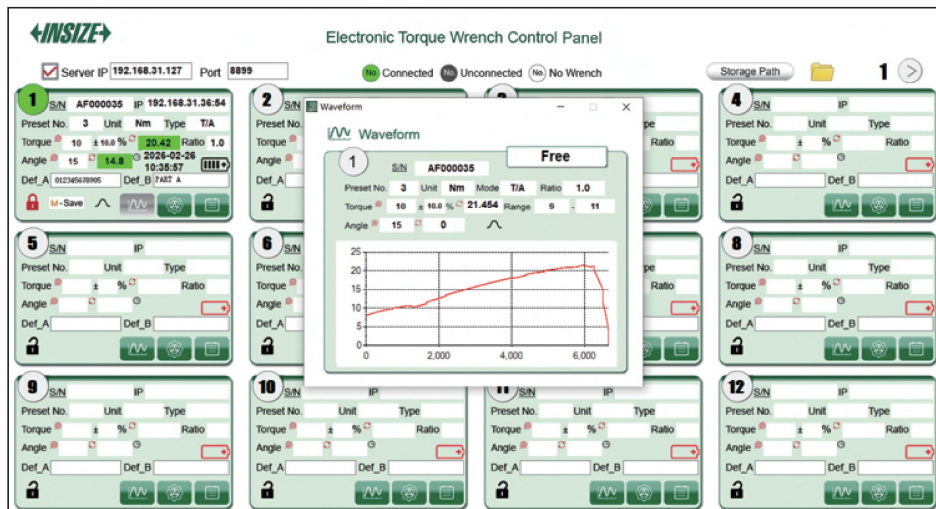 INSIZE
Electronic Torque Wrench Control Panel
Server IP 192.168.31.127 Port 8899 No. Connected No. Unconnected No. No Wrench Storage Path 1
1 S/N AF000035 IP 192.168.31.36:54
Preset No. 3 Unit Nm Type T/A
Torque 10 ± 10.0 % 20.42 Ratio 1.0
Angle 15 14.8 2026-02-26
10:35:57
Def_A 012345678905 Def_B PART A
M-Save
2 S/N
Preset No.
Torque
Angle
Def_A
Waveform
Waveform
1 S/N AF000035 Free
Preset No. 3 Unit Nm Mode T/A Ratio 1.0
Torque 10 ± 10.0 % 21.454 Range 9 - 11
Angle 15 0
25
20
15
10
5
0
0 2,000 4,000 6,000
4 S/N IP
Preset No. Unit Type
Torque ± % Ratio
Angle
Def_A Def_B
5 S/N IP
Preset No. Unit Type
Torque ± % Ratio
Angle
Def_A Def_B
6 S/N
Preset No.
Torque
Angle
Def_A
8 S/N IP
Preset No. Unit Type
Torque ± % Ratio
Angle
Def_A Def_B
9 S/N IP
Preset No. Unit Type
Torque ± % Ratio
Angle
Def_A Def_B
10 S/N IP
Preset No. Unit Type
Torque ± % Ratio
Angle
Def_A Def_B
11 S/N IP
Preset No. Unit Type
Torque ± % Ratio
Angle
Def_A Def_B
12 S/N IP
Preset No. Unit Type
Torque ± % Ratio
Angle
Def_A Def_B